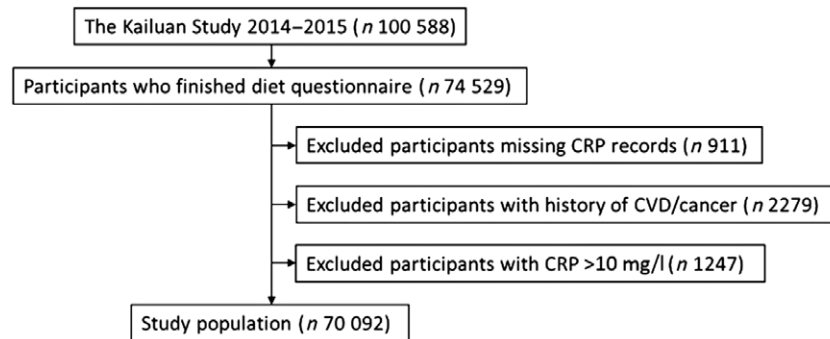 The Kailuan Study 2014–2015 (n 100 588)
Participants who finished diet questionnaire (n 74 529)
Excluded participants missing CRP records (n 911)
Excluded participants with history of CVD/cancer (n 2279)
Excluded participants with CRP >10 mg/l (n 1247)
Study population (n 70 092)